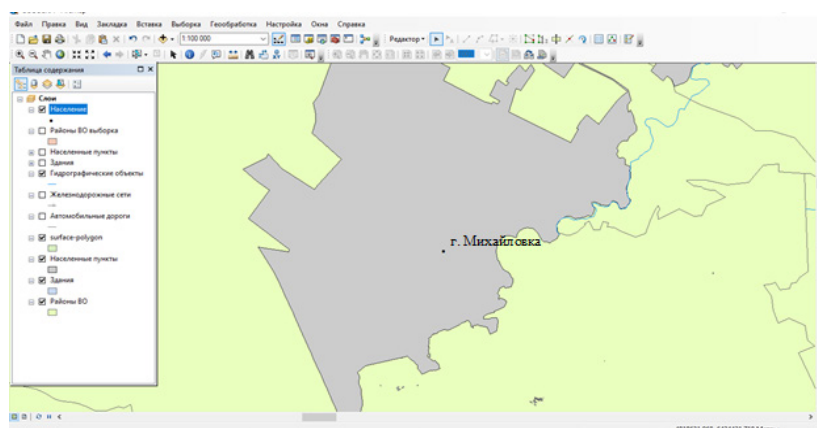 Файл Правка Вид Закладка Вставка Выборка Геообработка Настройка Окна Справка
1:100 000
Редактор
Таблица содержания
Слои
Население
Районы ВО выборка
Населенные пункты
Здания
Гидрографические объекты
Железнодорожные сети
Автомобильные дороги
surface-polygon
Населенные пункты
Здания
Районы ВО
г. Михайловка